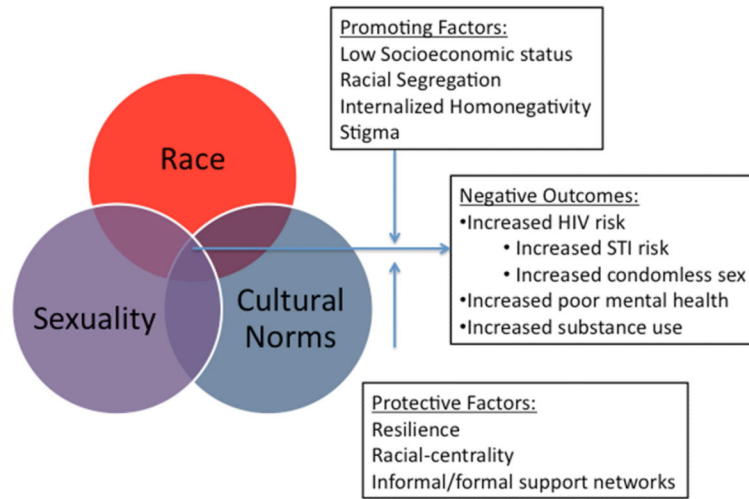 Race
Sexuality
Cultural
Norms
Promoting Factors:
Low Socioeconomic status
Racial Segregation
Internalized Homonegativity
Stigma
Negative Outcomes:
•Increased HIV risk
• Increased STI risk
• Increased condomless sex
•Increased poor mental health
•Increased substance use
Protective Factors:
Resilience
Racial-centrality
Informal/formal support networks